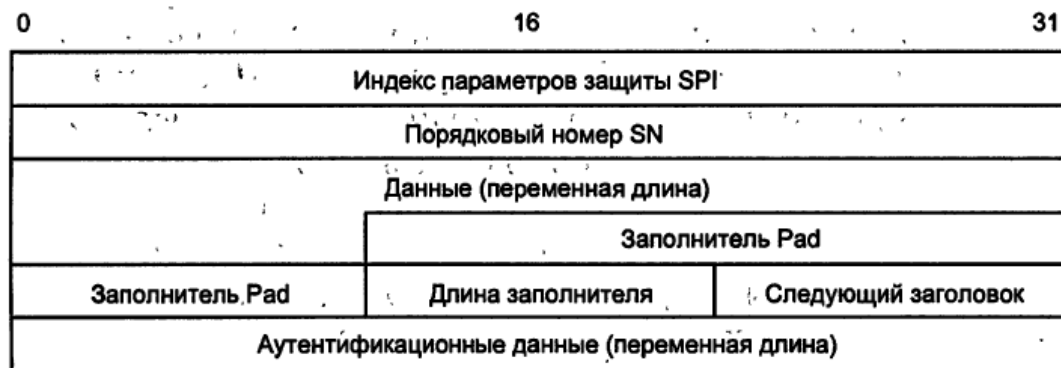 0 16 31
Индекс параметров защиты SPI
Порядковый номер SN
Данные (переменная длина)
Заполнитель Pad
Заполнитель Pad Длина заполнителя Следующий заголовок
Аутентификационные данные (переменная длина)